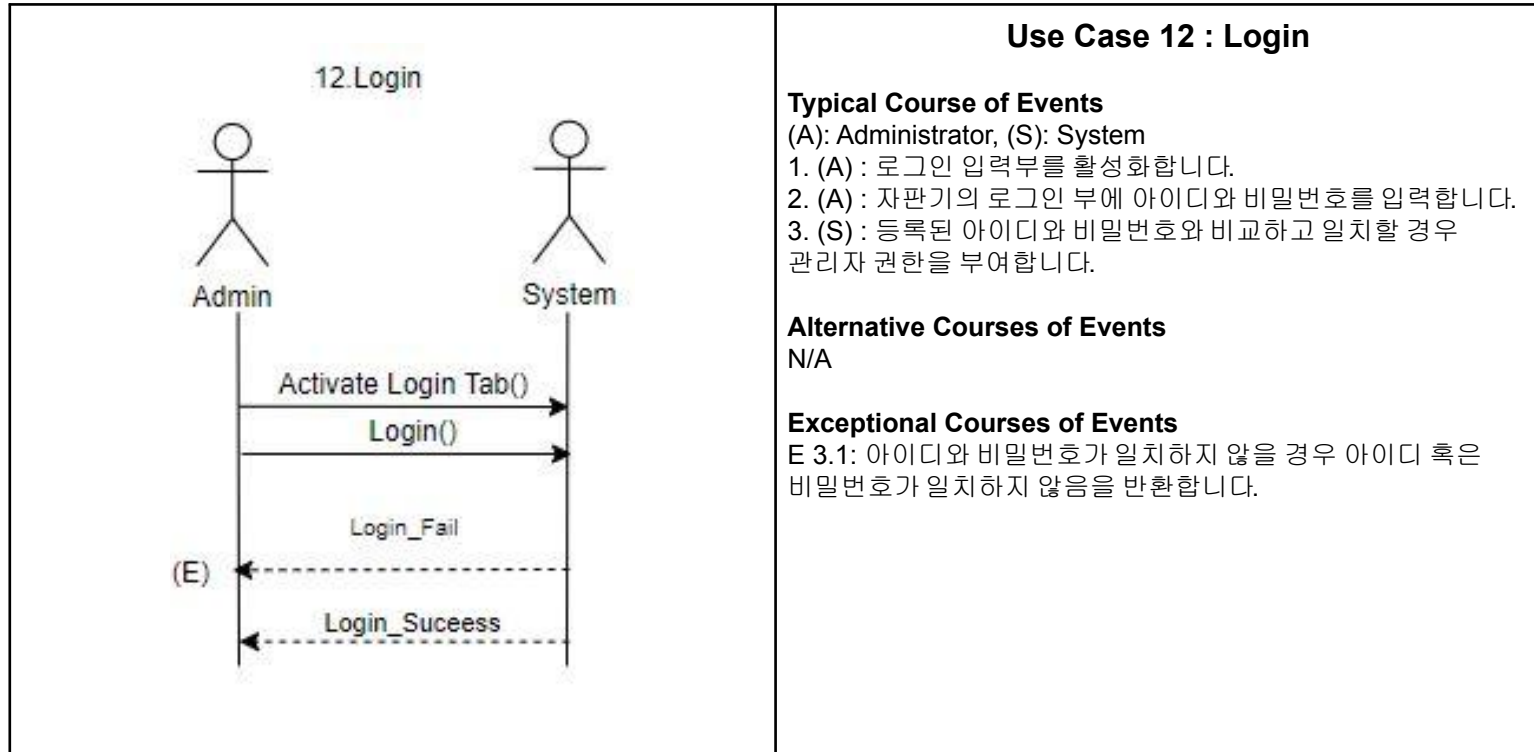 12.Login
Admin
System
Activate Login Tab()
Login()
Login_Fail
(E)
Login_Suceess
Use Case 12 : Login
Typical Course of Events
(A): Administrator, (S): System
1. (A) : 로그인 입력부를 활성화합니다.
2. (A) : 자판기의 로그인 부에 아이디와 비밀번호를 입력합니다.
3. (S) : 등록된 아이디와 비밀번호와 비교하고 일치할 경우
관리자 권한을 부여합니다.
Alternative Courses of Events
N/A
Exceptional Courses of Events
E 3.1: 아이디와 비밀번호가 일치하지 않을 경우 아이디 혹은
비밀번호가 일치하지 않음을 반환합니다.